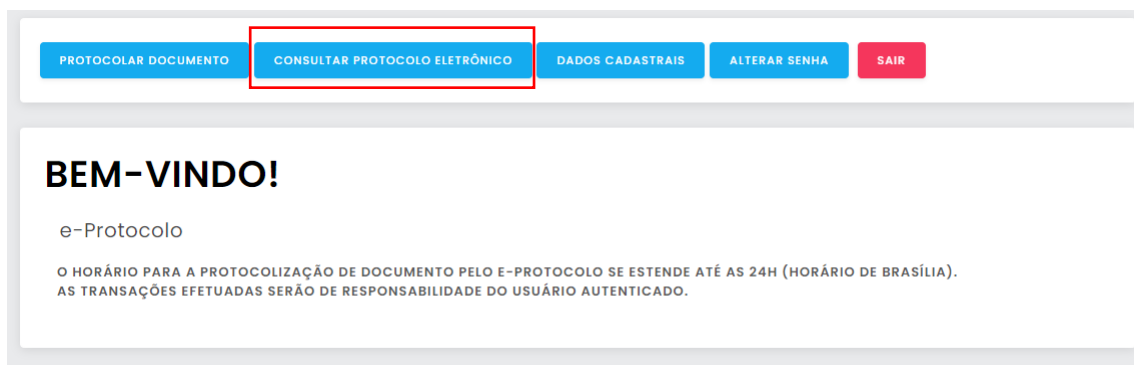 PROTOCOLAR DOCUMENTO CONSULTAR PROTOCOLO ELETRÔNICO DADOS CADASTRAIS ALTERAR SENHA SAIR
BEM-VINDO!
e-Protocolo
O HORÁRIO PARA A PROTOCOLIZAÇÃO DE DOCUMENTO PELO E-PROTOCOLO SE ESTENDE ATÉ AS 24H (HORÁRIO DE BRASÍLIA).
AS TRANSAÇÕES EFETUADAS SERÃO DE RESPONSABILIDADE DO USUÁRIO AUTENTICADO.